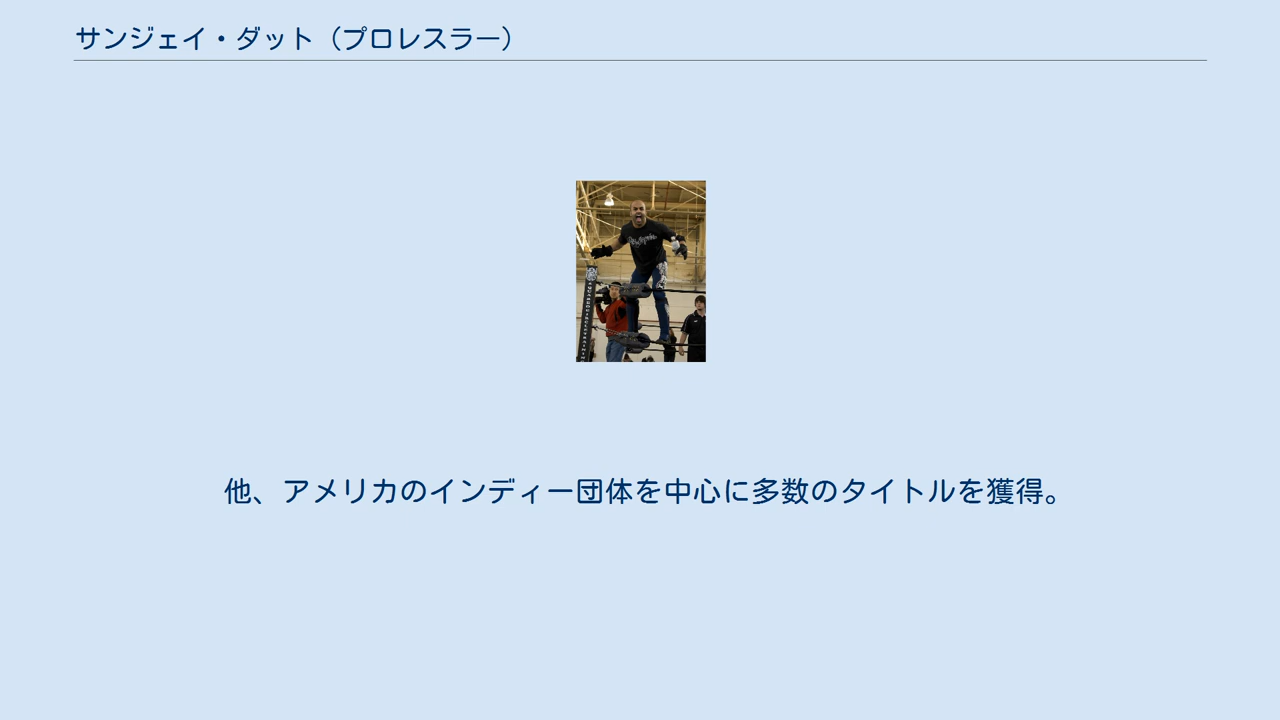 サンジェイ・ダット（プロレスラー）
他、アメリカのインディー団体を中心に多数のタイトルを獲得。